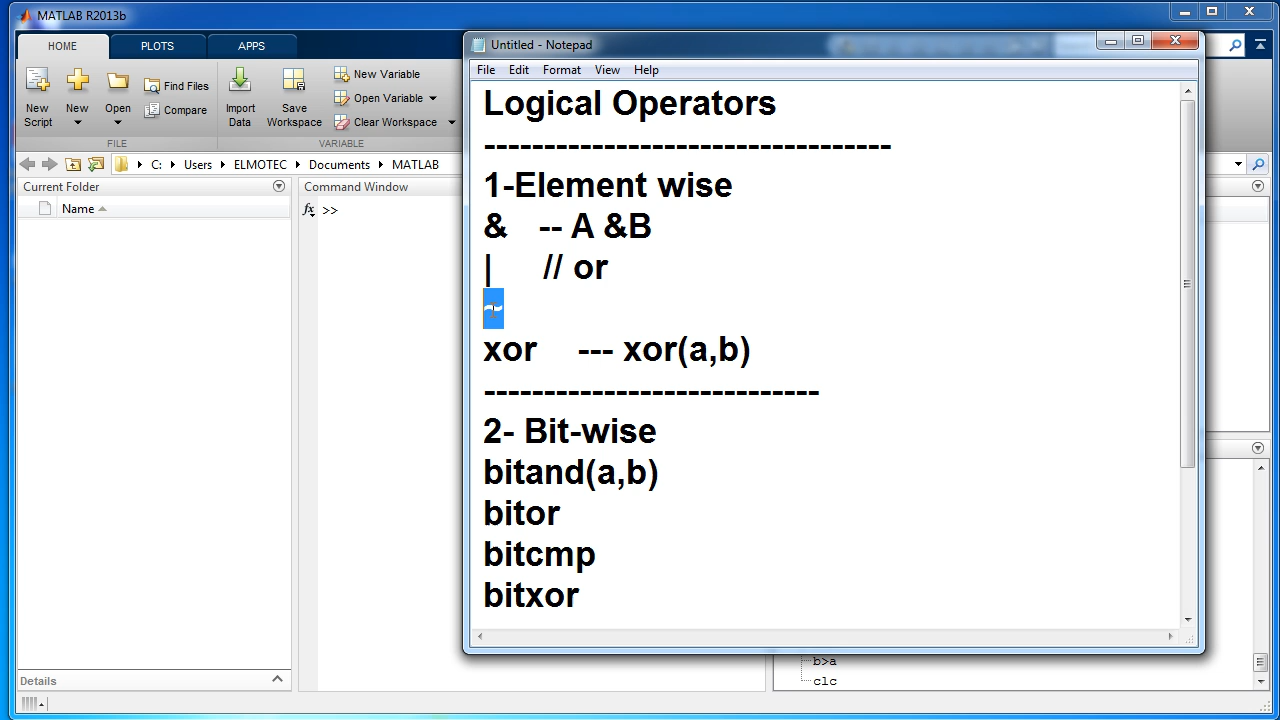 MATLAB R2013b
HOME PLOTS APPS
New Script
New
Open
Find Files
Compare
Import Data
Save Workspace
New Variable
Open Variable
Clear Workspace
FILE
VARIABLE
C: Users ELMOTEC Documents MATLAB
Current Folder
Name
Details
Command Window
fx >>
Untitled - Notepad
File Edit Format View Help
Logical Operators
----------------------------------
1-Element wise
& -- A &B
| // or
~
xor --- xor(a,b)
----------------------------
2- Bit-wise
bitand(a,b)
bitor
bitcmp
bitxor
b>a
clc